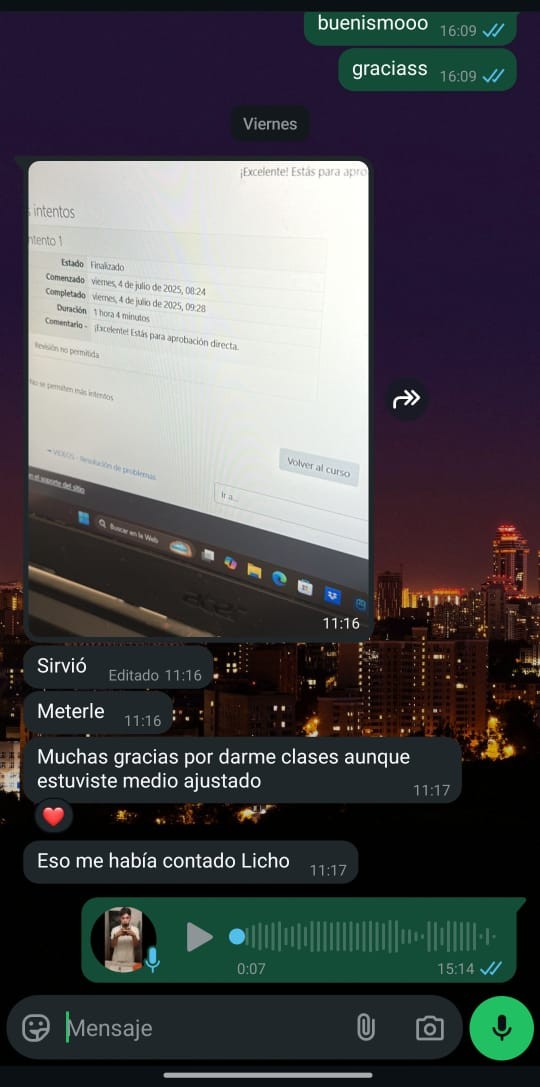 buenismooo 16:09
graciass 16:09
Viernes
¡Excelente! Estás para apro
intentos
ntento 1
Estado Finalizado
Comenzado viernes, 4 de julio de 2025, 08:24
Completado viernes, 4 de julio de 2025, 09:28
Duración 1 hora 4 minutos
Comentario - ¡Excelente! Estás para aprobación directa.
Revisión no permitida
No se permiten más intentos
VIDEOS - Resolución de problemas
Volver al curso
Ir a...
en el soporte del sitio
Buscar en la Web
acer
11:16
Sirvió Editado 11:16
Meterle 11:16
Muchas gracias por darme clases aunque
estuviste medio ajustado 11:17
Eso me había contado Licho 11:17
0:07 15:14
Mensaje